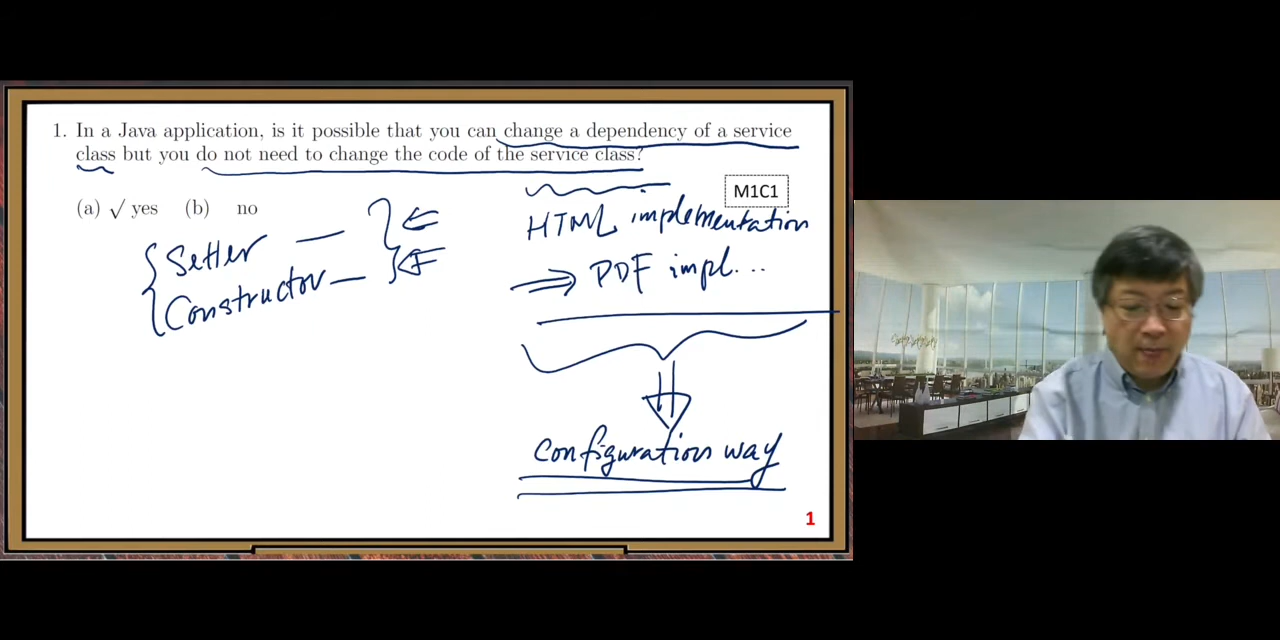 1. In a Java application, is it possible that you can change a dependency of a service
class but you do not need to change the code of the service class?
M1C1
(a) √ yes (b) no
HTML implementation
Setter
PDF impl...
Constructor
configuration way
1